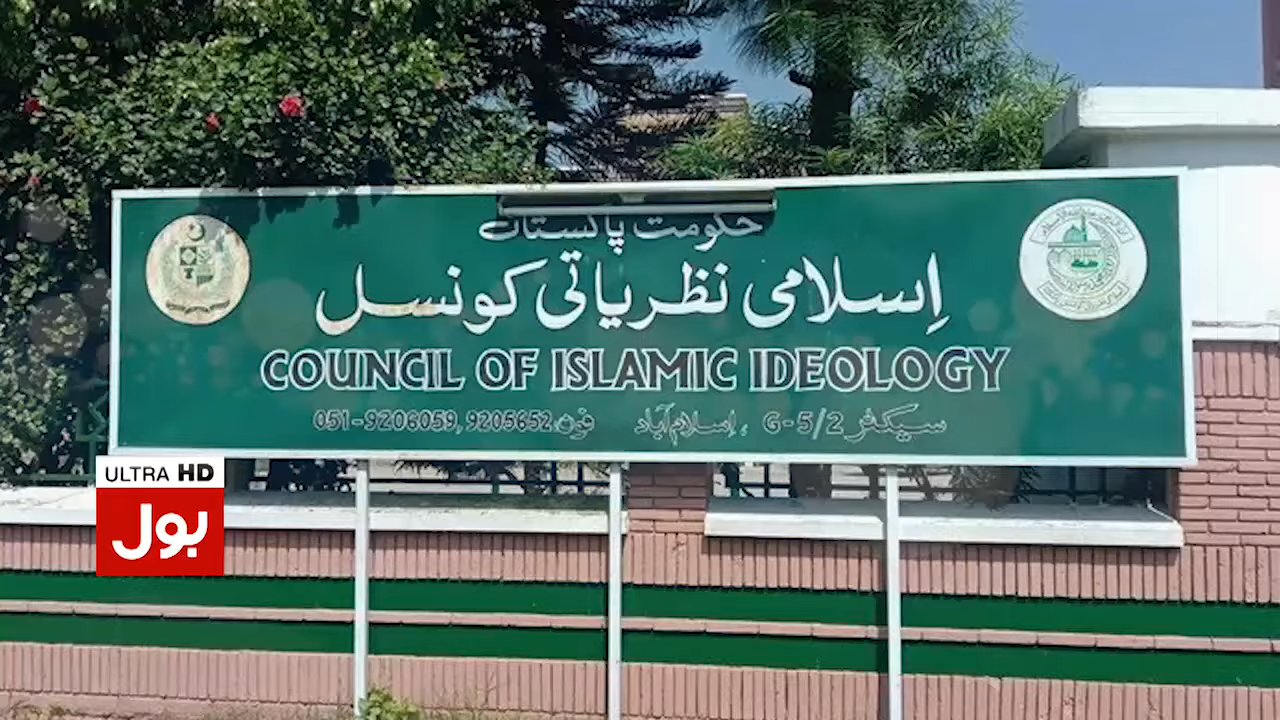 حکومت پاکستان
اِسلامی نظریاتی کونسل
COUNCIL OF ISLAMIC IDEOLOGY
سیکٹر G-5/2 ، اِسلام آباد فون: 051-9206059, 9205652
ULTRA HD
بول